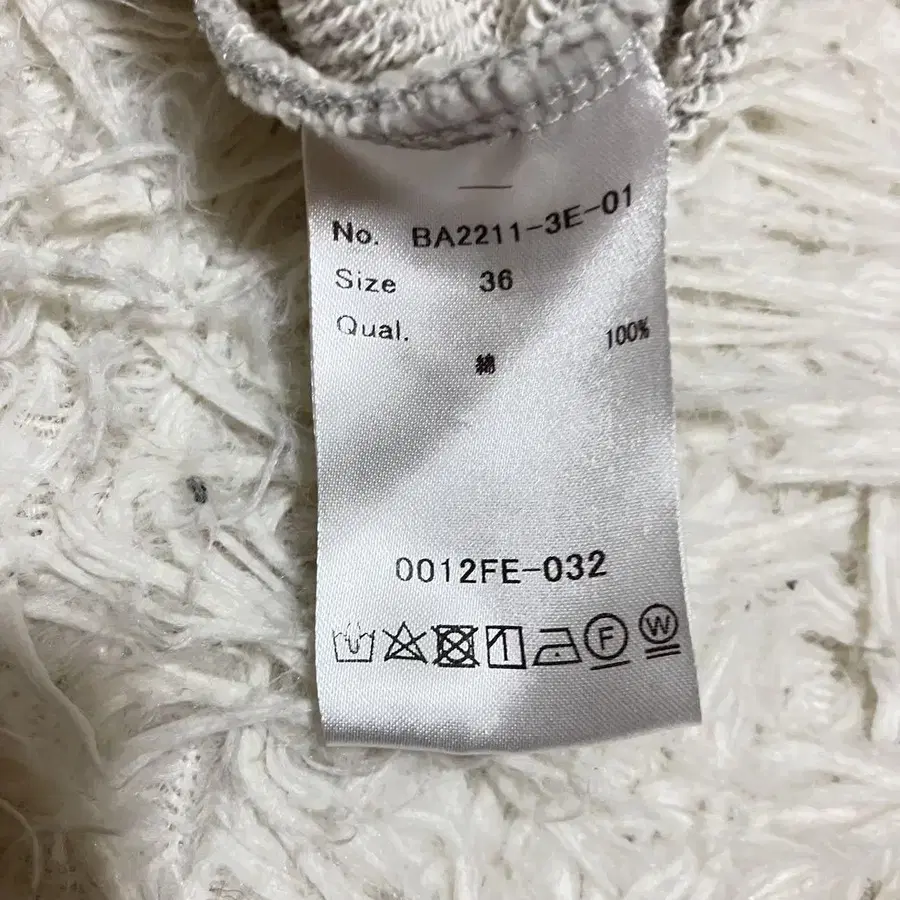 No. BA2211-3E-01
Size 36
Qual.
綿 100%
0012FE-032
F W